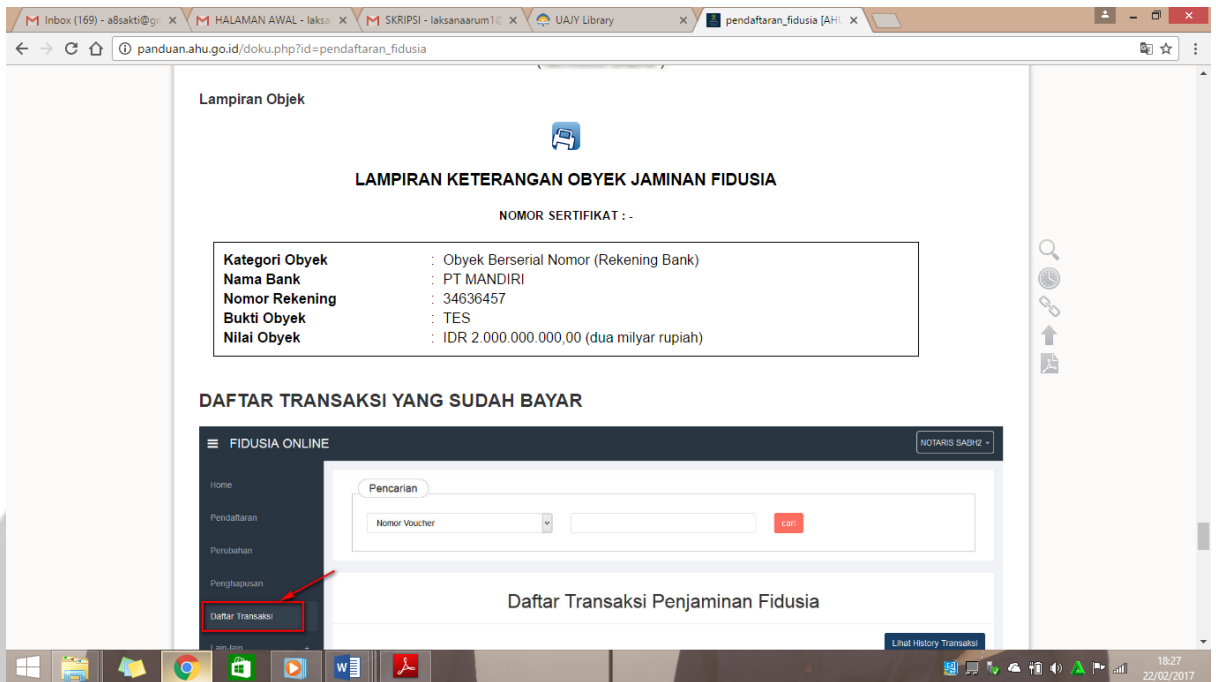 Inbox (169) - a8sakti@gm
HALAMAN AWAL - laksa
SKRIPSI - laksanaarum1@
UAJY Library
pendaftaran_fidusia [AHU
panduan.ahu.go.id/doku.php?id=pendaftaran_fidusia
Lampiran Objek
LAMPIRAN KETERANGAN OBYEK JAMINAN FIDUSIA
NOMOR SERTIFIKAT : -
Kategori Obyek : Obyek Berserial Nomor (Rekening Bank)
Nama Bank : PT MANDIRI
Nomor Rekening : 34636457
Bukti Obyek : TES
Nilai Obyek : IDR 2.000.000.000,00 (dua milyar rupiah)
DAFTAR TRANSAKSI YANG SUDAH BAYAR
FIDUSIA ONLINE
NOTARIS SABH2
Home
Pencarian
Pendaftaran
Nomor Voucher
cari
Perubahan
Penghapusan
Daftar Transaksi Penjaminan Fidusia
Daftar Transaksi
Lihat History Transaksi
Lain-lain +
18:27
22/02/2017